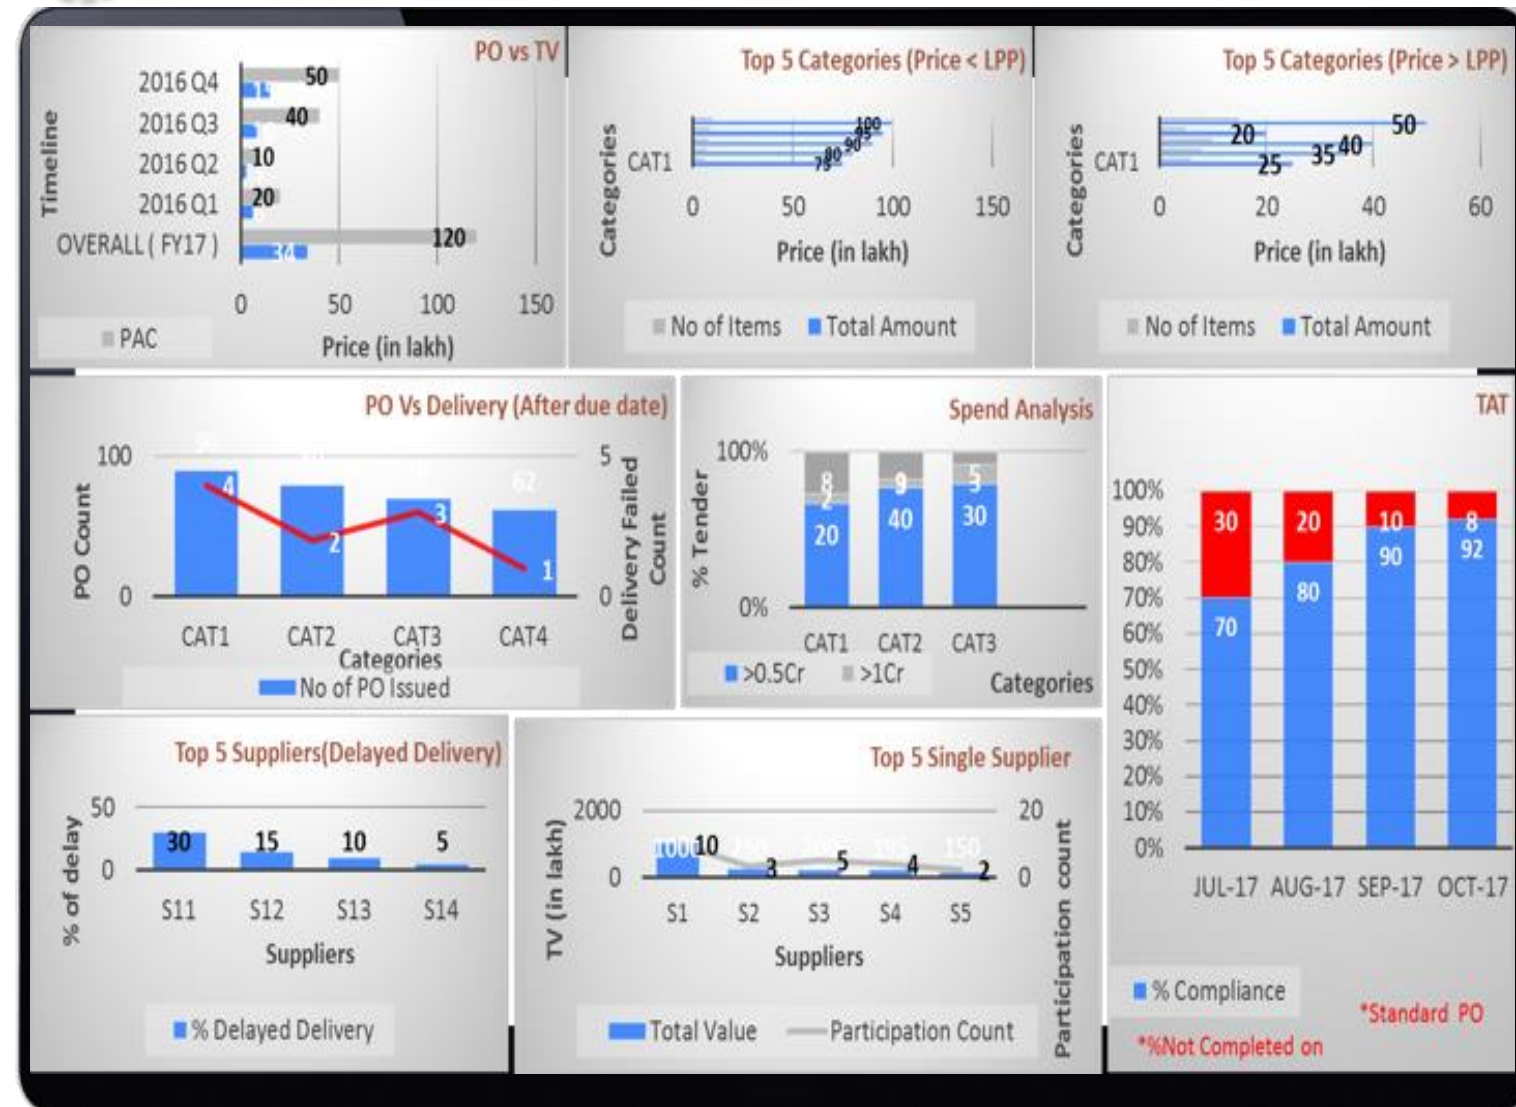 PO vs TV
Timeline
2016 Q4
50
2016 Q3
40
2016 Q2
10
2016 Q1
20
OVERALL ( FY17 )
120
34
0 50 100 150
PAC
Price (in lakh)
Top 5 Categories (Price < LPP)
Categories
100
95
90
80
75
CAT1
0 50 100 150
Price (in lakh)
No of Items Total Amount
Top 5 Categories (Price > LPP)
Categories
50
20
40
35
25
CAT1
0 20 40 60
Price (in lakh)
No of Items Total Amount
PO Vs Delivery (After due date)
PO Count
100
0
5
0
Delivery Failed
Count
62
4
2
3
1
CAT1 CAT2 CAT3 CAT4
Categories
No of PO Issued
Spend Analysis
% Tender
100%
0%
8 9 5
2 3
20 40 30
CAT1 CAT2 CAT3
>0.5Cr >1Cr
Categories
TAT
100%
90%
80%
70%
60%
50%
40%
30%
20%
10%
0%
30 20 10 8
70 80 90 92
JUL-17 AUG-17 SEP-17 OCT-17
% Compliance
*Standard PO
*%Not Completed on
Top 5 Suppliers(Delayed Delivery)
% of delay
50
0
30 15 10 5
S11 S12 S13 S14
Suppliers
% Delayed Delivery
Top 5 Single Supplier
TV (in lakh)
2000
0
20
0
Participation count
1000 195 150
10 3 5 4 2
S1 S2 S3 S4 S5
Suppliers
Total Value Participation Count